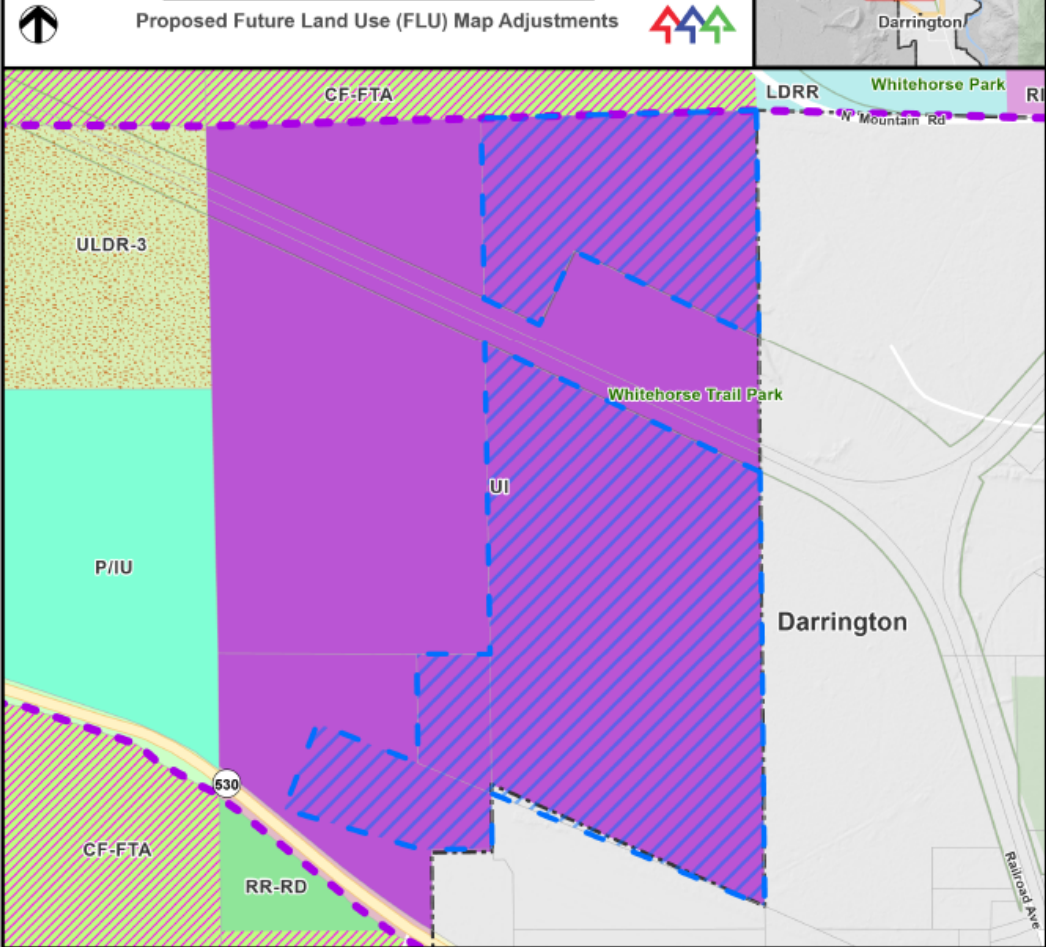 Proposed Future Land Use (FLU) Map Adjustments
Darrington
CF-FTA
LDRR
Whitehorse Park
RI
N Mountain Rd
ULDR-3
Whitehorse Trail Park
UI
P/IU
Darrington
530
CF-FTA
RR-RD
Railroad Ave